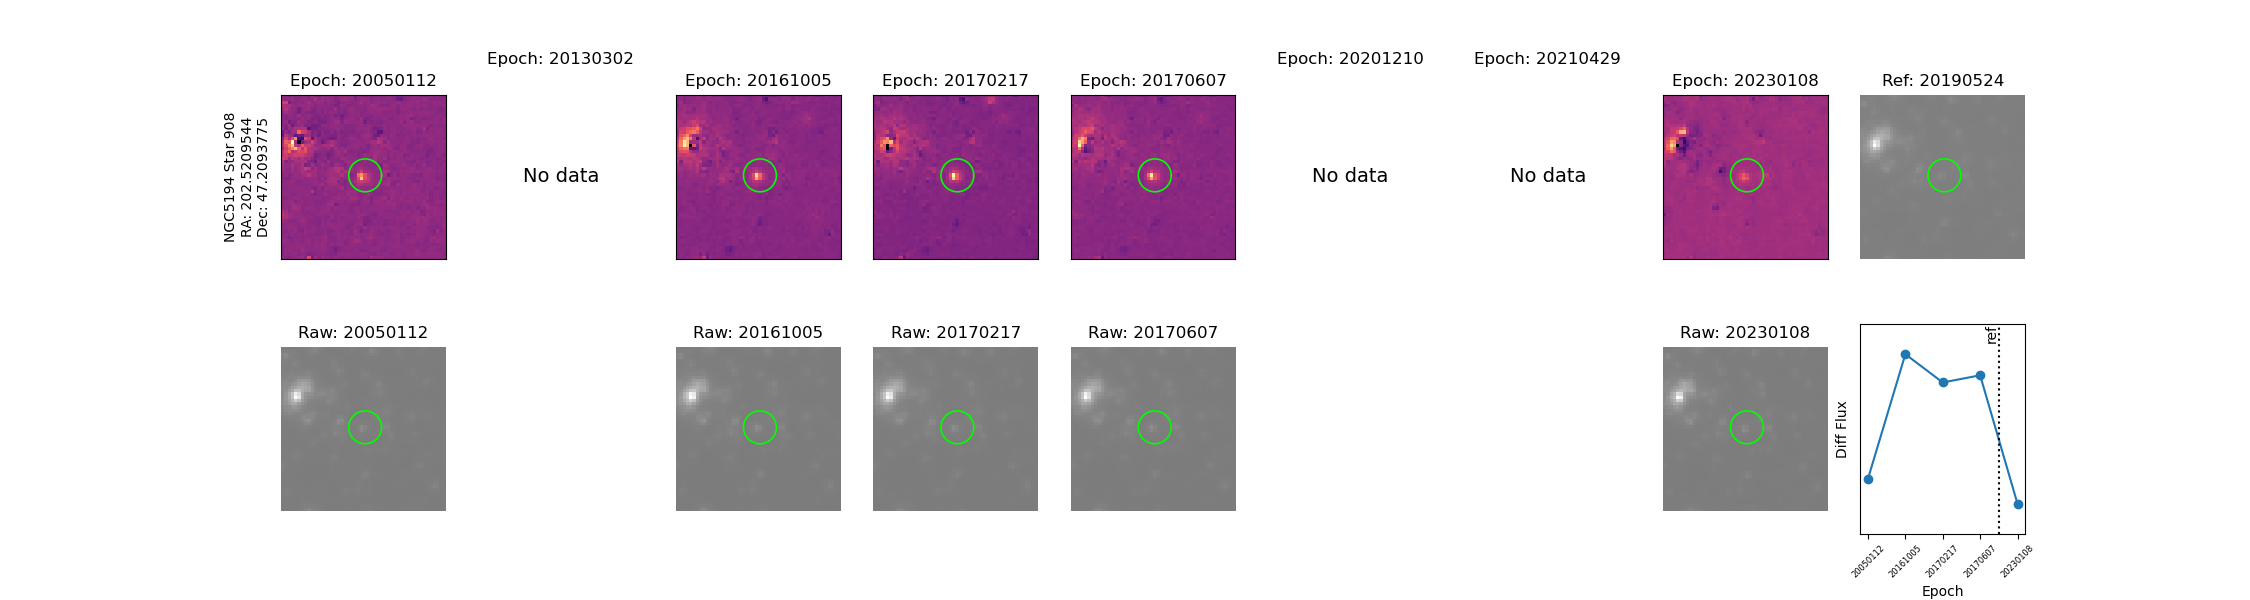 Epoch: 20050112
Epoch: 20130302
Epoch: 20161005
Epoch: 20170217
Epoch: 20170607
Epoch: 20201210
Epoch: 20210429
Epoch: 20230108
Ref: 20190524
NGC5194 Star 908
RA: 202.5209544
Dec: 47.2093775
No data
No data
No data
Raw: 20050112
Raw: 20161005
Raw: 20170217
Raw: 20170607
Raw: 20230108
ref
Diff Flux
20050112
20161005
20170217
20170607
20230108
Epoch